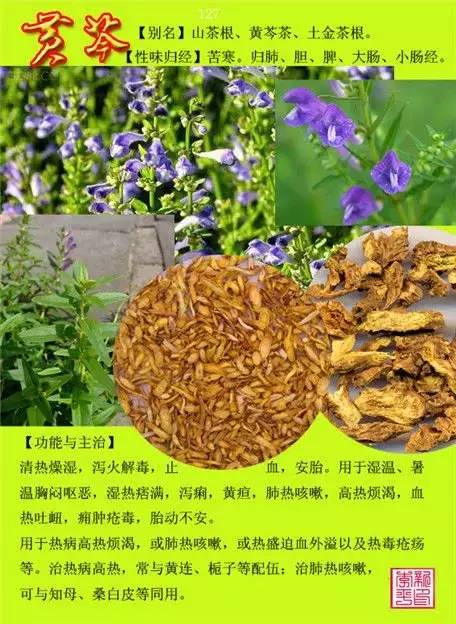 127
黄芩
【别名】山茶根、黄芩茶、土金茶根。
【性味归经】苦寒。归肺、胆、脾、大肠、小肠经。
【功能与主治】
清热燥湿，泻火解毒，止 血，安胎。用于湿温、暑
温胸闷呕恶，湿热痞满，泻痢，黄疸，肺热咳嗽，高热烦渴，血
热吐衄，痈肿疮毒，胎动不安。
用于热病高热烦渴，或肺热咳嗽，或热盛迫血外溢以及热毒疮疡
等。治热病高热，常与黄连、栀子等配伍；治肺热咳嗽，
可与知母、桑白皮等同用。